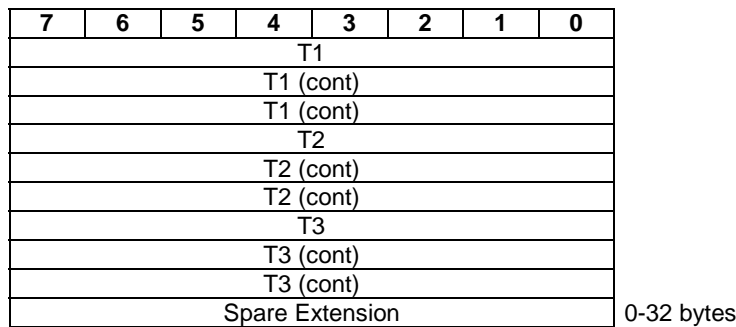 7 6 5 4 3 2 1 0
T1
T1 (cont)
T1 (cont)
T2
T2 (cont)
T2 (cont)
T3
T3 (cont)
T3 (cont)
Spare Extension 0-32 bytes